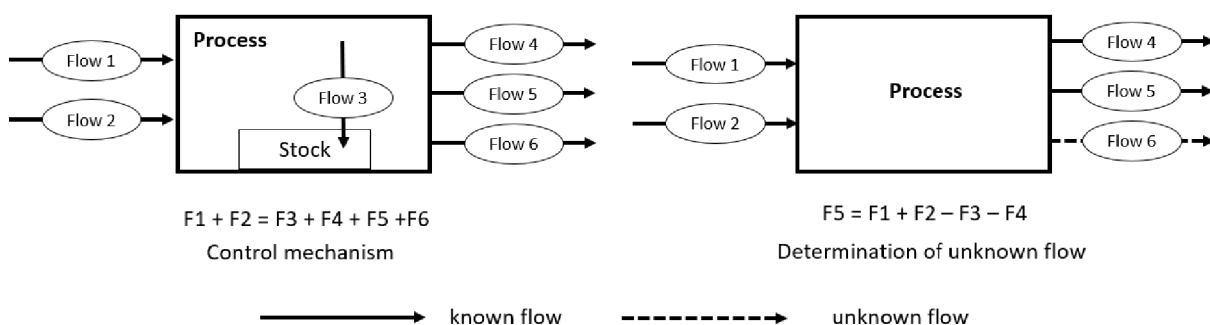 Process
Flow 1
Flow 2
Flow 3
Stock
Flow 4
Flow 5
Flow 6
F1 + F2 = F3 + F4 + F5 +F6
Control mechanism
Flow 1
Flow 2
Process
Flow 4
Flow 5
Flow 6
F5 = F1 + F2 – F3 – F4
Determination of unknown flow
known flow
unknown flow